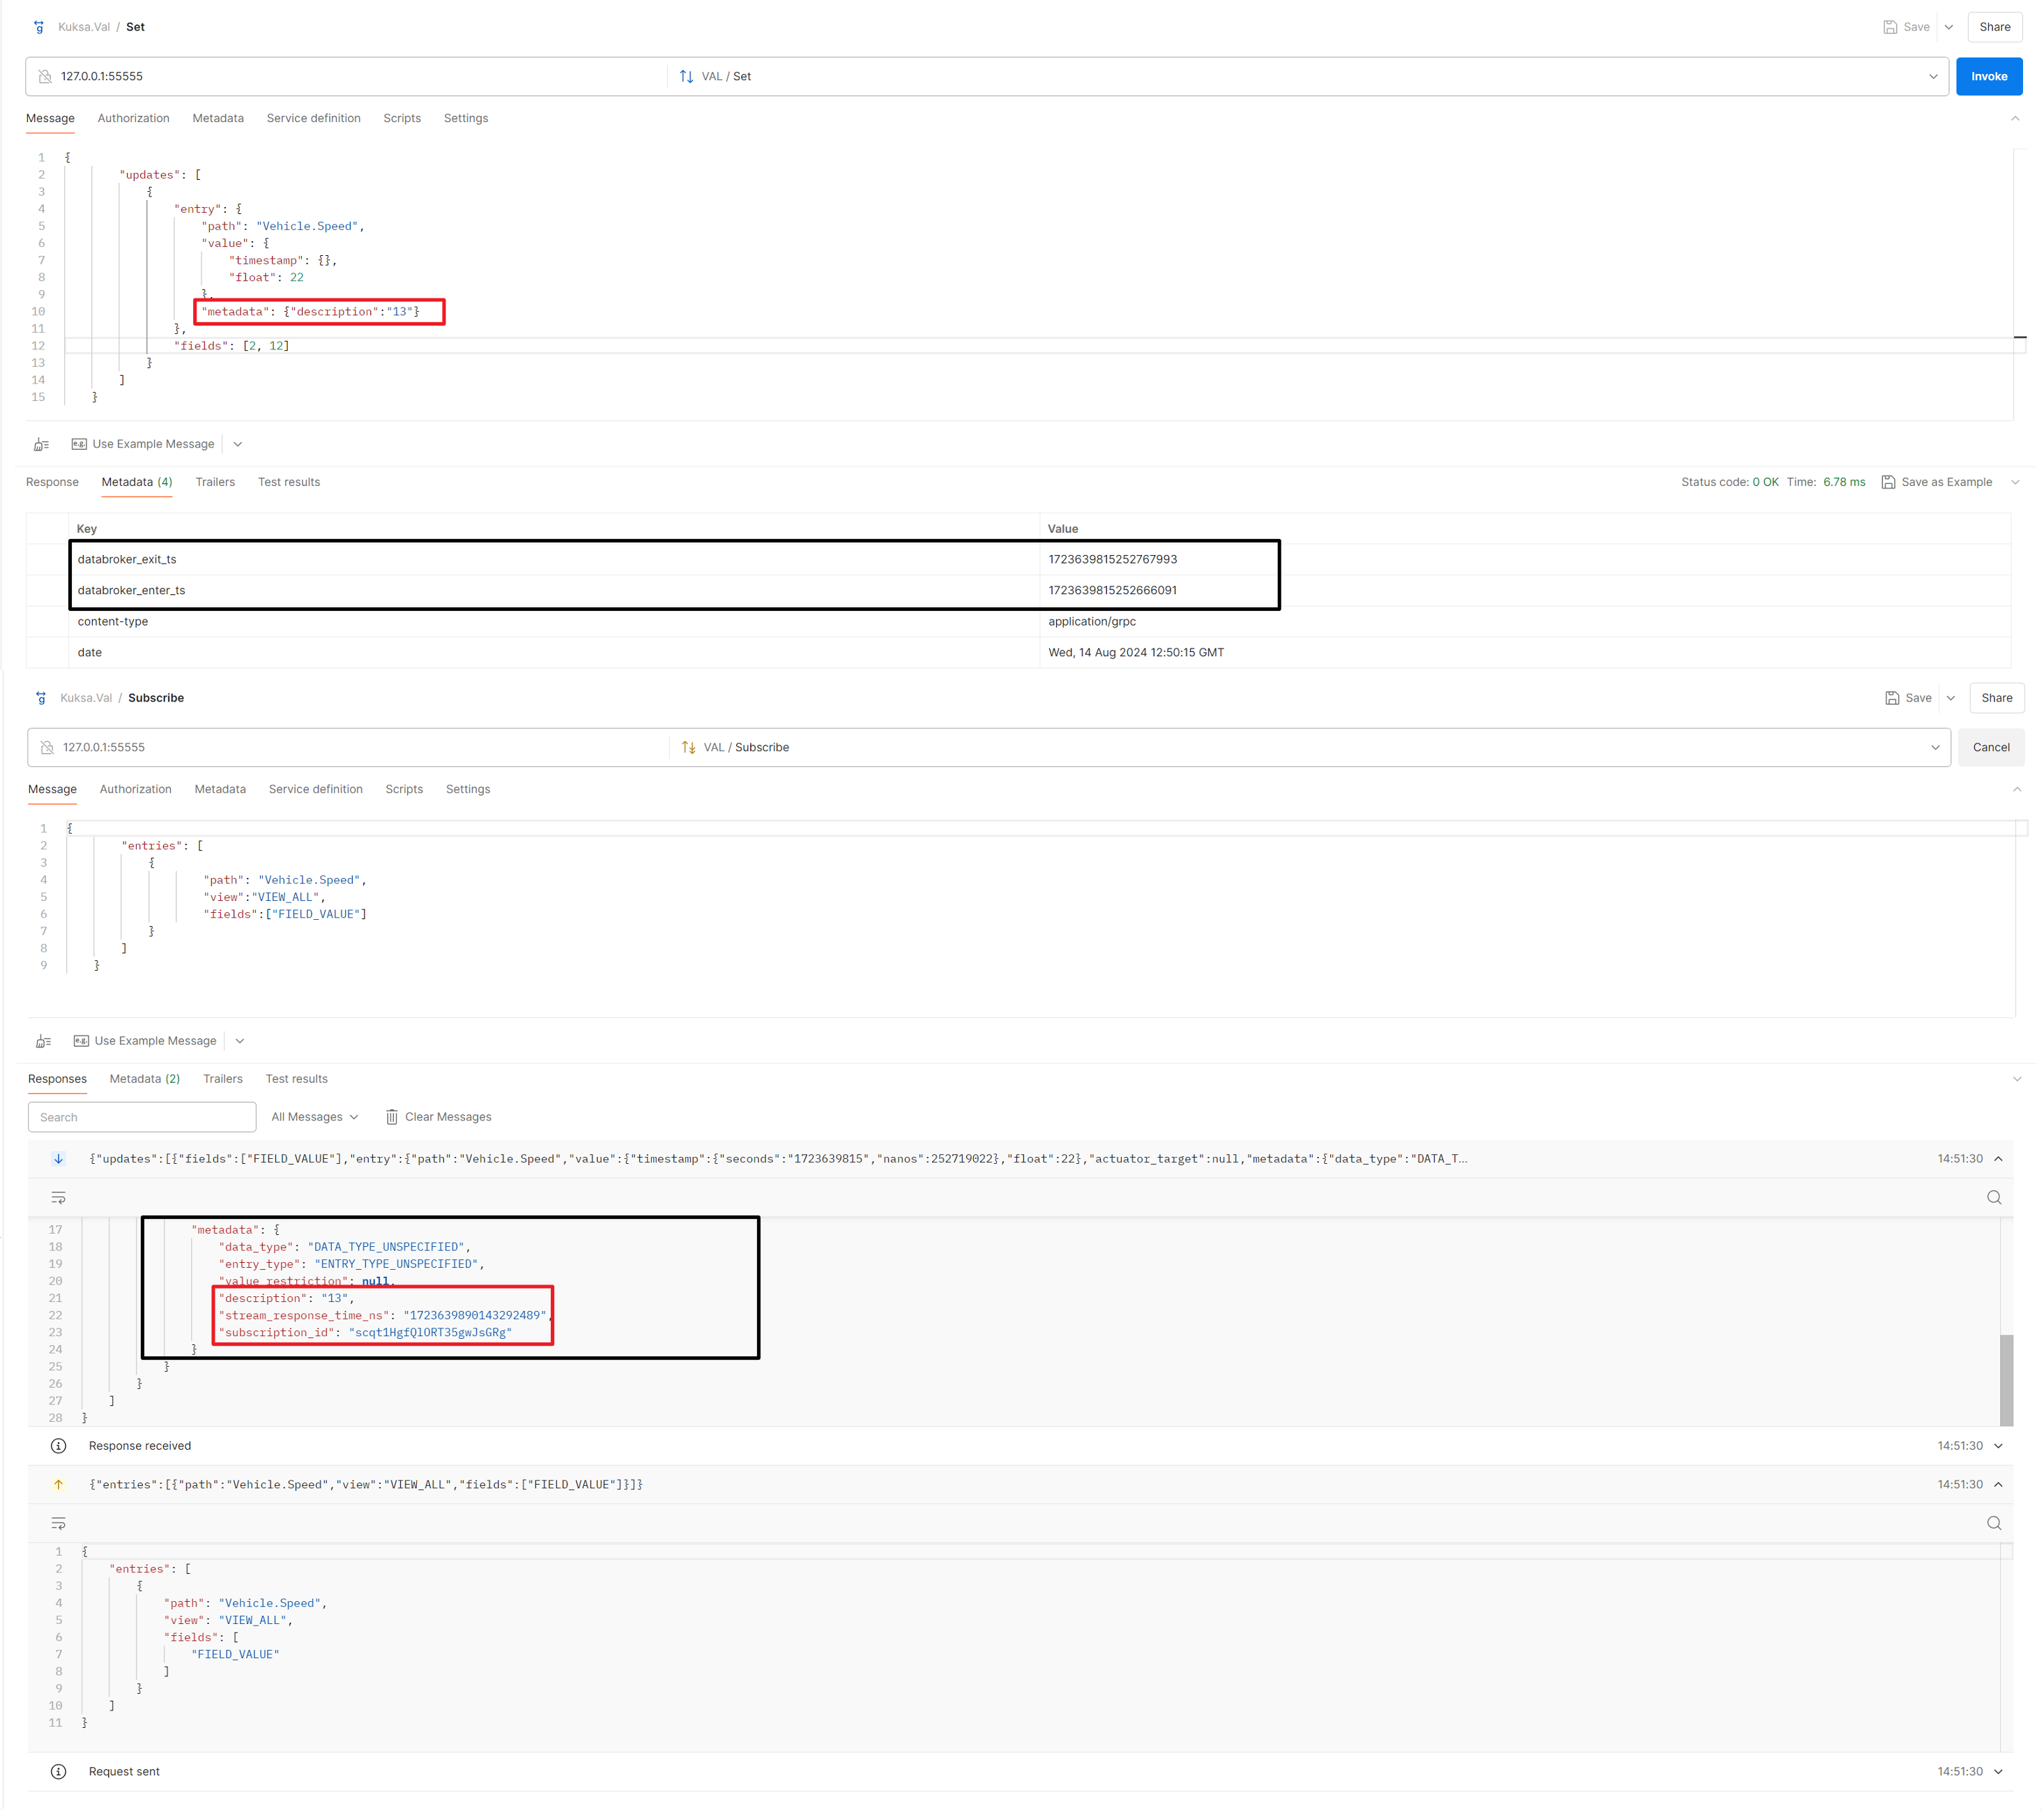 Kuksa.Val / Set
Save
Share
127.0.0.1:55555
VAL / Set
Invoke
Message Authorization Metadata Service definition Scripts Settings
1 {
2 "updates": [
3 {
4 "entry": {
5 "path": "Vehicle.Speed",
6 "value": {
7 "timestamp": {},
8 "float": 22
9 },
10 "metadata": {"description":"13"}
11 },
12 "fields": [2, 12]
13 }
14 ]
15 }
Use Example Message
Response Metadata (4) Trailers Test results
Status code: 0 OK Time: 6.78 ms Save as Example
Key Value
databroker_exit_ts 1723639815252767993
databroker_enter_ts 1723639815252666091
content-type application/grpc
date Wed, 14 Aug 2024 12:50:15 GMT
Kuksa.Val / Subscribe
Save
Share
127.0.0.1:55555
VAL / Subscribe
Cancel
Message Authorization Metadata Service definition Scripts Settings
1 {
2 "entries": [
3 {
4 "path": "Vehicle.Speed",
5 "view":"VIEW_ALL",
6 "fields":["FIELD_VALUE"]
7 }
8 ]
9 }
Use Example Message
Responses Metadata (2) Trailers Test results
Search
All Messages
Clear Messages
{"updates":[{"fields":["FIELD_VALUE"],"entry":{"path":"Vehicle.Speed","value":{"timestamp":{"seconds":"1723639815","nanos":252719022},"float":22},"actuator_target":null,"metadata":{"data_type":"DATA_T... 14:51:30
17 "metadata": {
18 "data_type": "DATA_TYPE_UNSPECIFIED",
19 "entry_type": "ENTRY_TYPE_UNSPECIFIED",
20 "value_restriction": null,
21 "description": "13",
22 "stream_response_time_ns": "1723639890143292489",
23 "subscription_id": "scqt1HgfQlORT35gwJsGRg"
24 }
25 }
26 }
27 ]
28 }
Response received 14:51:30
{"entries":[{"path":"Vehicle.Speed","view":"VIEW_ALL","fields":["FIELD_VALUE"]}]} 14:51:30
1 {
2 "entries": [
3 {
4 "path": "Vehicle.Speed",
5 "view": "VIEW_ALL",
6 "fields": [
7 "FIELD_VALUE"
8 ]
9 }
10 ]
11 }
Request sent 14:51:30